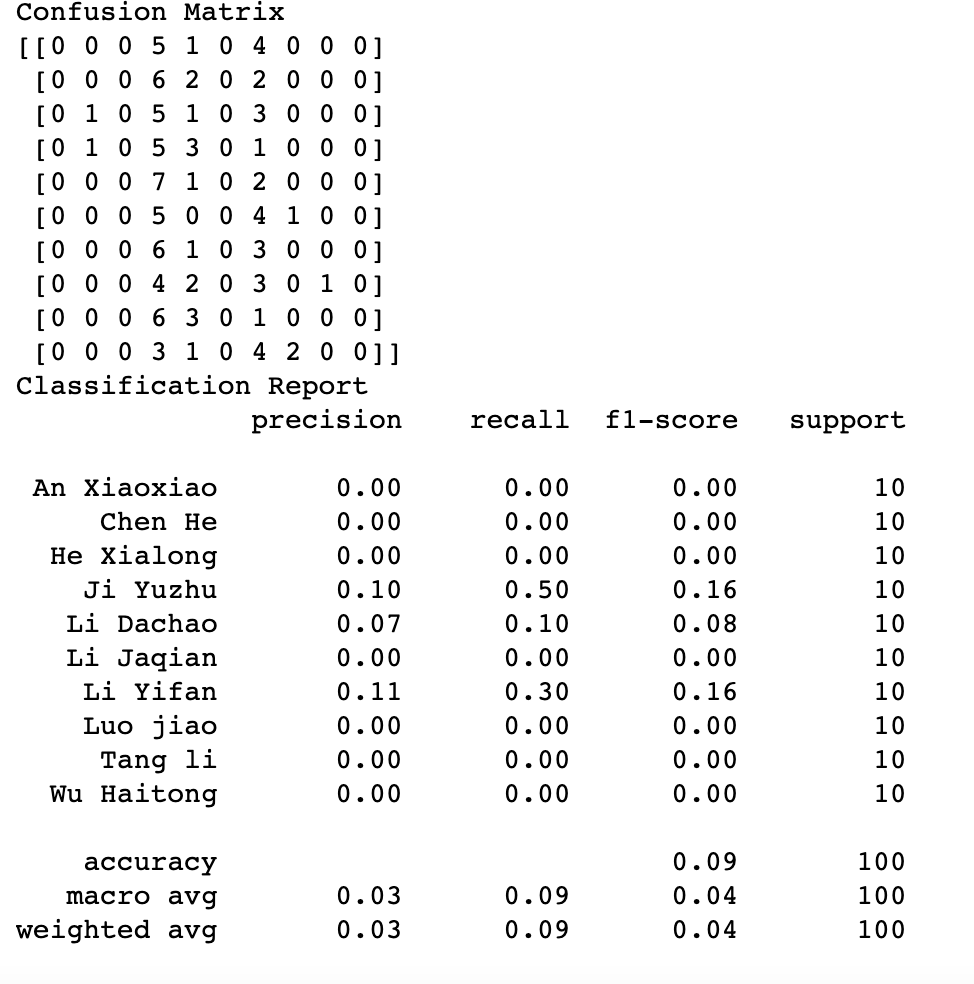 Confusion Matrix
[[0 0 0 5 1 0 4 0 0 0]
[0 0 0 6 2 0 2 0 0 0]
[0 1 0 5 1 0 3 0 0 0]
[0 1 0 5 3 0 1 0 0 0]
[0 0 0 7 1 0 2 0 0 0]
[0 0 0 5 0 0 4 1 0 0]
[0 0 0 6 1 0 3 0 0 0]
[0 0 0 4 2 0 3 0 1 0]
[0 0 0 6 3 0 1 0 0 0]
[0 0 0 3 1 0 4 2 0 0]]
Classification Report
precision recall f1-score support
An Xiaoxiao 0.00 0.00 0.00 10
Chen He 0.00 0.00 0.00 10
He Xialong 0.00 0.00 0.00 10
Ji Yuzhu 0.10 0.50 0.16 10
Li Dachao 0.07 0.10 0.08 10
Li Jaqian 0.00 0.00 0.00 10
Li Yifan 0.11 0.30 0.16 10
Luo jiao 0.00 0.00 0.00 10
Tang li 0.00 0.00 0.00 10
Wu Haitong 0.00 0.00 0.00 10
accuracy 0.09 100
macro avg 0.03 0.09 0.04 100
weighted avg 0.03 0.09 0.04 100